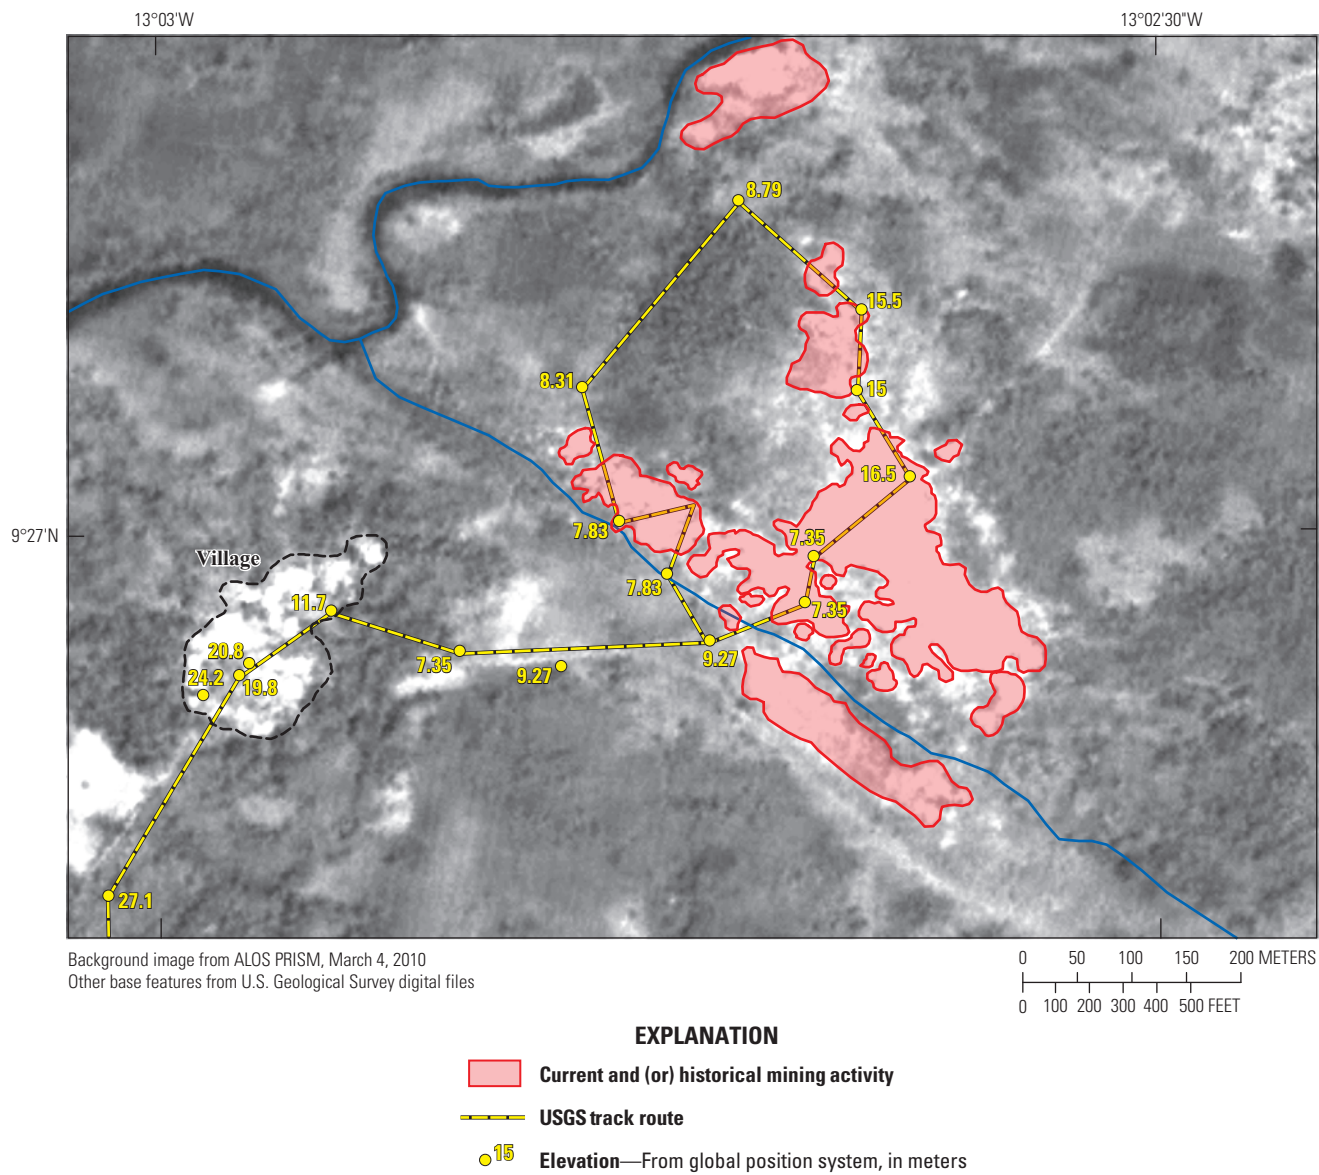 13°03'W
13°02'30"W
8.79
15.5
8.31
15
16.5
7.83
9°27'N
7.35
Village
7.83
11.7
7.35
20.8
7.35
9.27
24.2
19.8
9.27
27.1
Background image from ALOS PRISM, March 4, 2010
Other base features from U.S. Geological Survey digital files
0 50 100 150 200 METERS
0 100 200 300 400 500 FEET
EXPLANATION
Current and (or) historical mining activity
USGS track route
15
Elevation—From global position system, in meters